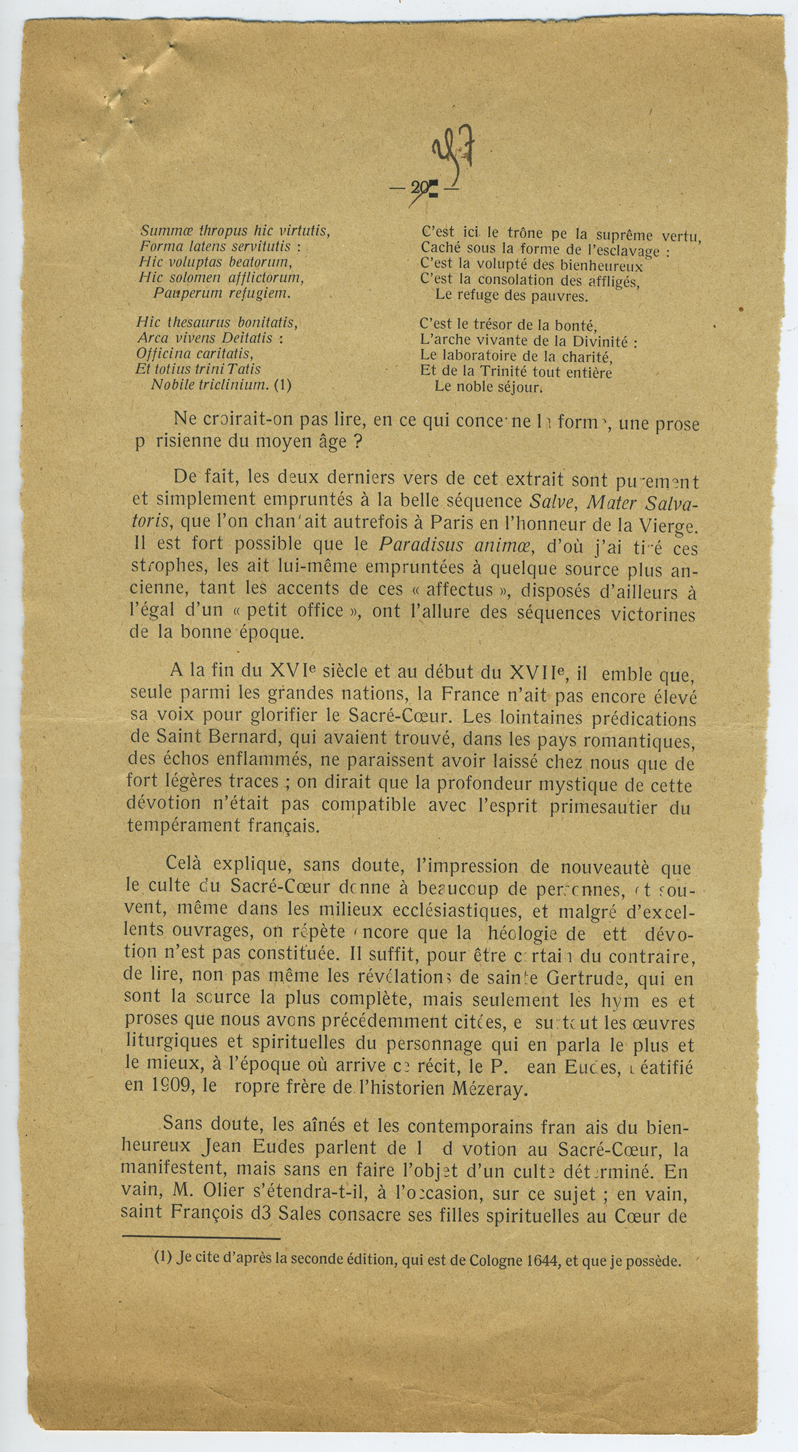 257
— 205 —
Summœ thropus hic virtutis,
Forma latens servitutis :
Hic voluptas beatorum,
Hic solomen afflictorum,
Pauperum refugiem.
Hic thesaurus bonitatis,
Arca vivens Deitatis :
Officina caritatis,
Et totius trini Tatis
Nobile triclinium. (1)
C'est ici le trône pe la suprême vertu,
Caché sous la forme de l'esclavage :
C'est la volupté des bienheureux
C'est la consolation des affligés,
Le refuge des pauvres.
C'est le trésor de la bonté,
L'arche vivante de la Divinité :
Le laboratoire de la charité,
Et de la Trinité tout entière
Le noble séjour.
Ne croirait-on pas lire, en ce qui conce ne la form , une prose
p risienne du moyen âge ?
De fait, les deux derniers vers de cet extrait sont purement
et simplement empruntés à la belle séquence Salve, Mater Salva-
toris, que l'on chan'ait autrefois à Paris en l'honneur de la Vierge.
Il est fort possible que le Paradisus animœ, d'où j'ai tiré ces
strophes, les ait lui-même empruntées à quelque source plus an-
cienne, tant les accents de ces « affectus », disposés d'ailleurs à
l'égal d'un « petit office », ont l'allure des séquences victorines
de la bonne époque.
A la fin du XVIe siècle et au début du XVIIe, il emble que,
seule parmi les grandes nations, la France n'ait pas encore élevé
sa voix pour glorifier le Sacré-Cœur. Les lointaines prédications
de Saint Bernard, qui avaient trouvé, dans les pays romantiques,
des échos enflammés, ne paraissent avoir laissé chez nous que de
fort légères traces ; on dirait que la profondeur mystique de cette
dévotion n'était pas compatible avec l'esprit primesautier du
tempérament français.
Celà explique, sans doute, l'impression de nouveautè que
le culte du Sacré-Cœur donne à beaucoup de personnes, et sou-
vent, même dans les milieux ecclésiastiques, et malgré d'excel-
lents ouvrages, on répète encore que la héologie de ett dévo-
tion n'est pas constituée. Il suffit, pour être c rtain du contraire,
de lire, non pas même les révélations de sainte Gertrude, qui en
sont la source la plus complète, mais seulement les hym es et
proses que nous avons précédemment citées, e surtout les œuvres
liturgiques et spirituelles du personnage qui en parla le plus et
le mieux, à l'époque où arrive ce récit, le P. ean Eudes, béatifié
en 1909, le ropre frère de l'historien Mézeray.
Sans doute, les aînés et les contemporains fran ais du bien-
heureux Jean Eudes parlent de l d votion au Sacré-Cœur, la
manifestent, mais sans en faire l'objet d'un culte déterminé. En
vain, M. Olier s'étendra-t-il, à l'occasion, sur ce sujet ; en vain,
saint François d3 Sales consacre ses filles spirituelles au Cœur de
(1) Je cite d'après la seconde édition, qui est de Cologne 1644, et que je possède.